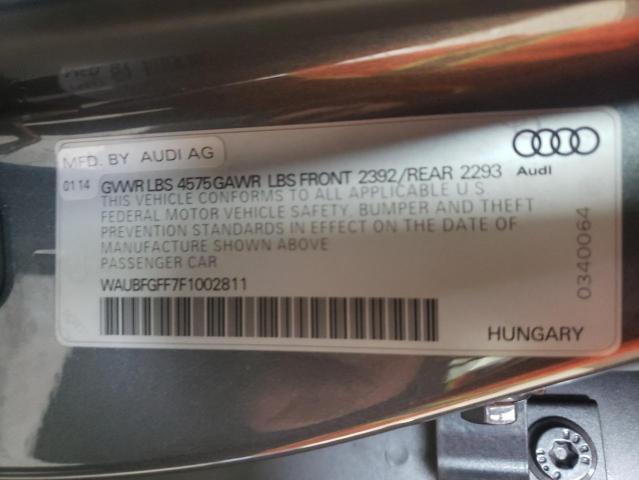 MFD. BY AUDI AG
01.14 GVWR LBS 4575 GAWR LBS FRONT 2392/REAR 2293
THIS VEHICLE CONFORMS TO ALL APPLICABLE U S
FEDERAL MOTOR VEHICLE SAFETY, BUMPER AND THEFT
PREVENTION STANDARDS IN EFFECT ON THE DATE OF
MANUFACTURE SHOWN ABOVE
PASSENGER CAR
WAUBFGFF7F1002811
HUNGARY
Audi
0340064